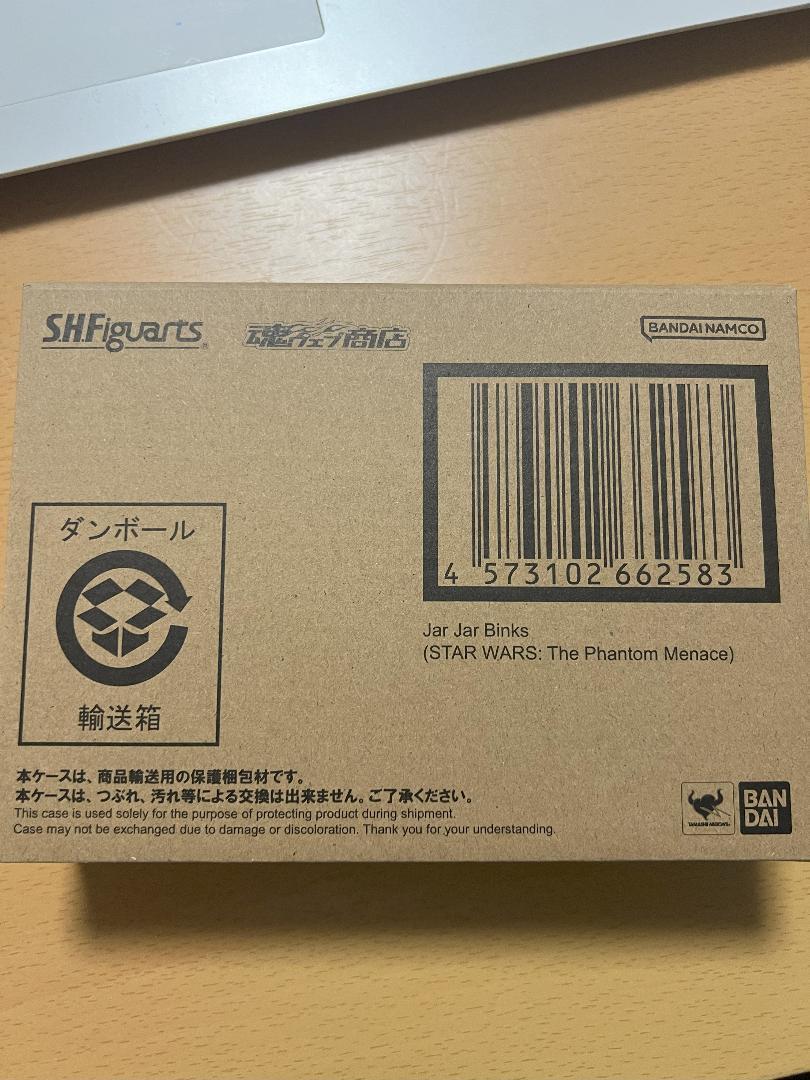 S.H.Figuarts®
魂ウェブ商店
BANDAI NAMCO
4 573102 662583
Jar Jar Binks
(STAR WARS: The Phantom Menace)
ダンボール
輸送箱
本ケースは、商品輸送用の保護梱包材です。
本ケースは、つぶれ、汚れ等による交換は出来ません。ご了承ください。
This case is used solely for the purpose of protecting product during shipment.
Case may not be exchanged due to damage or discoloration. Thank you for your understanding.
TAMASHII NATIONS
BAN
DAI